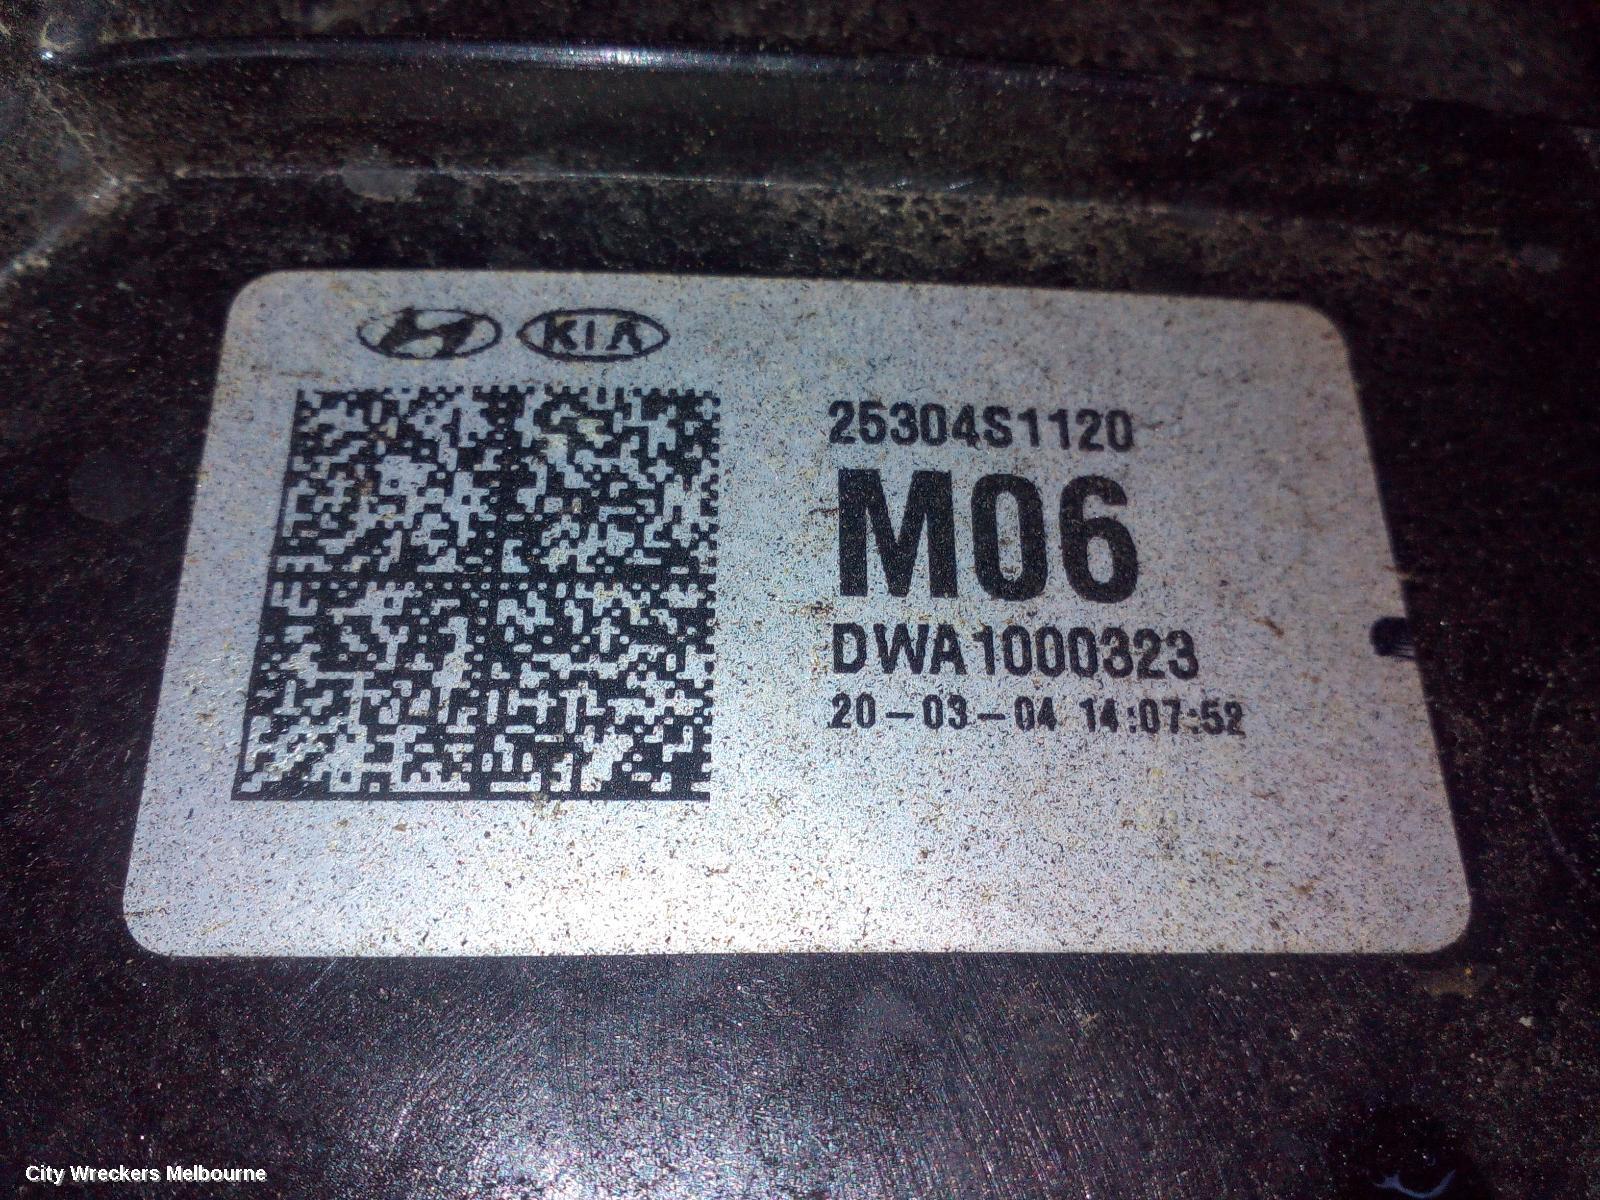 KIA
25304S1120
M06
DWA1000323
20-03-04 14:07:52
City Wreckers Melbourne